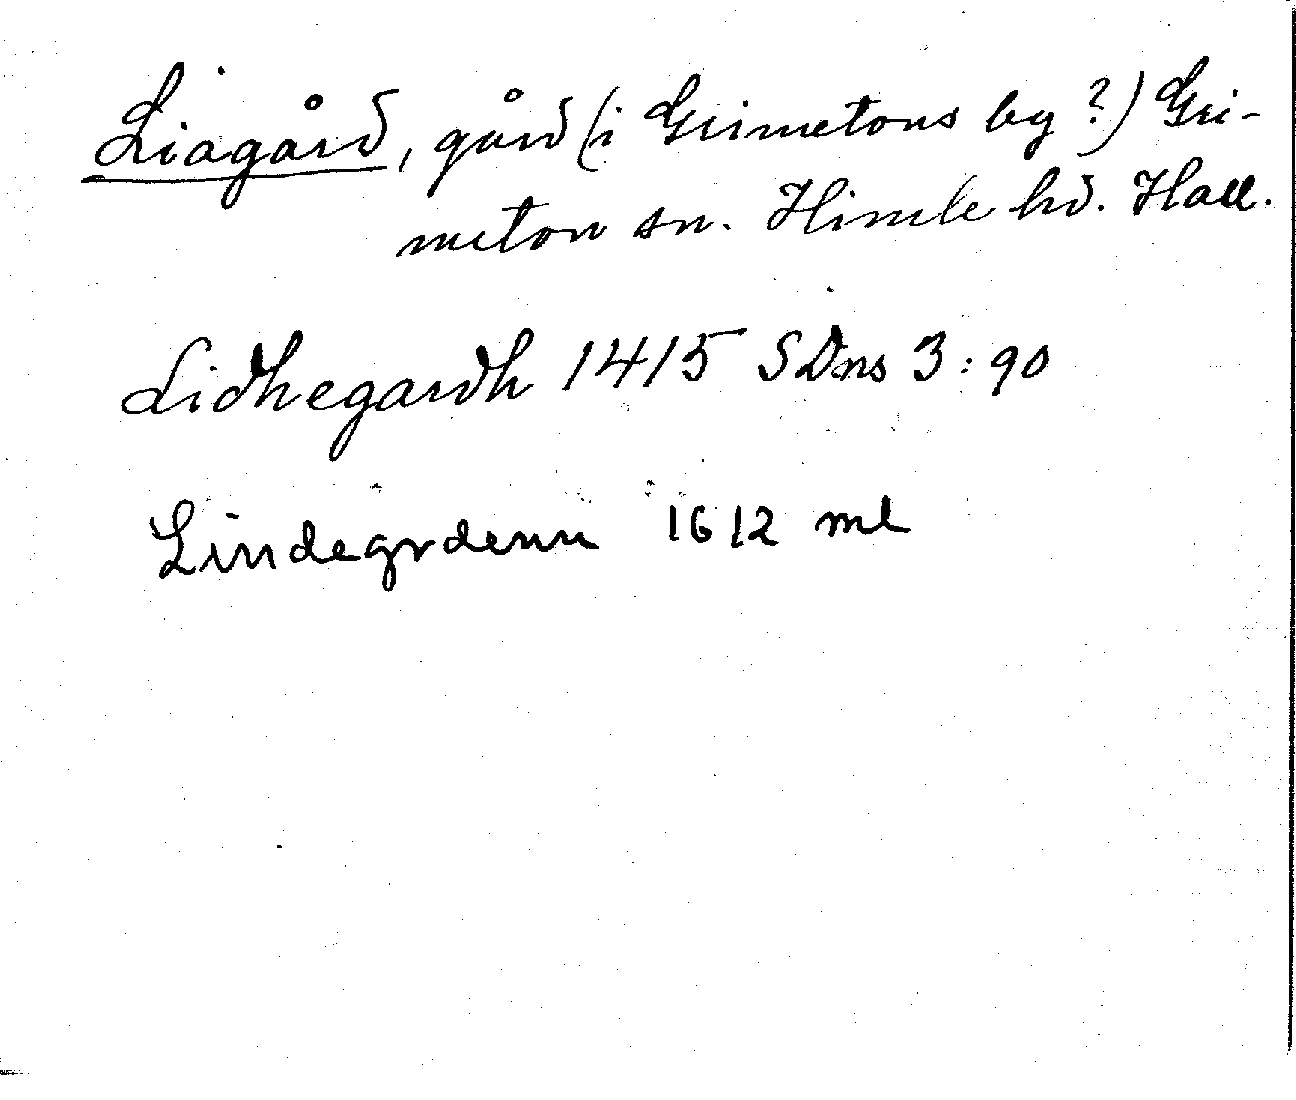 Liagård, gård (i Grimetons by?) Gri-
meton sn. Himle hd. Hall.
Lidhegardh 1415 SDns 3:90
Lindegrdenn 1612 ml